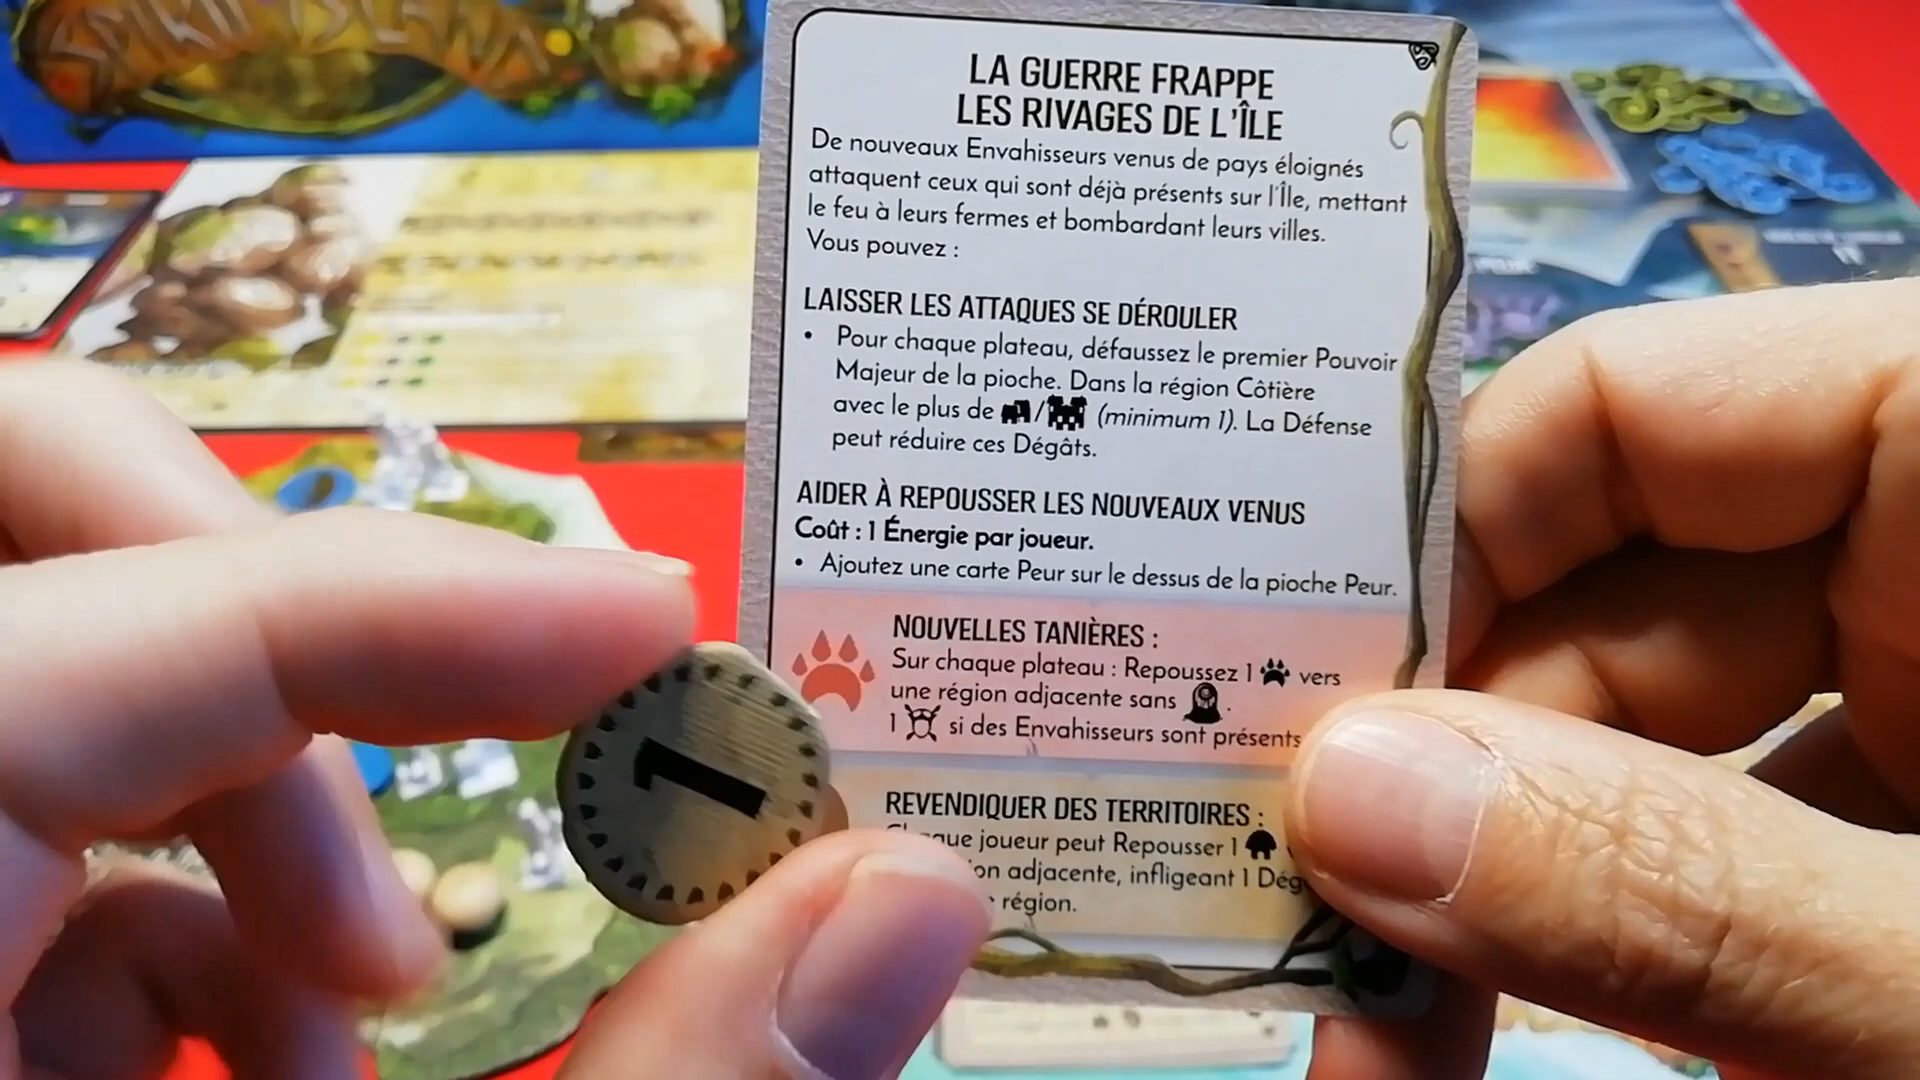 SPIRIT ISLAND
LA GUERRE FRAPPE
LES RIVAGES DE L'ÎLE
De nouveaux Envahisseurs venus de pays éloignés
attaquent ceux qui sont déjà présents sur l'Île, mettant
le feu à leurs fermes et bombardant leurs villes.
Vous pouvez :
LAISSER LES ATTAQUES SE DÉROULER
• Pour chaque plateau, défaussez le premier Pouvoir
Majeur de la pioche. Dans la région Côtière
avec le plus de / (minimum 1). La Défense
peut réduire ces Dégâts.
AIDER À REPOUSSER LES NOUVEAUX VENUS
Coût : 1 Énergie par joueur.
• Ajoutez une carte Peur sur le dessus de la pioche Peur.
NOUVELLES TANIÈRES :
Sur chaque plateau : Repoussez 1 vers
une région adjacente sans .
1 si des Envahisseurs sont présents
REVENDIQUER DES TERRITOIRES :
joueur peut Repousser 1
adjacente, infligeant 1
région.
1